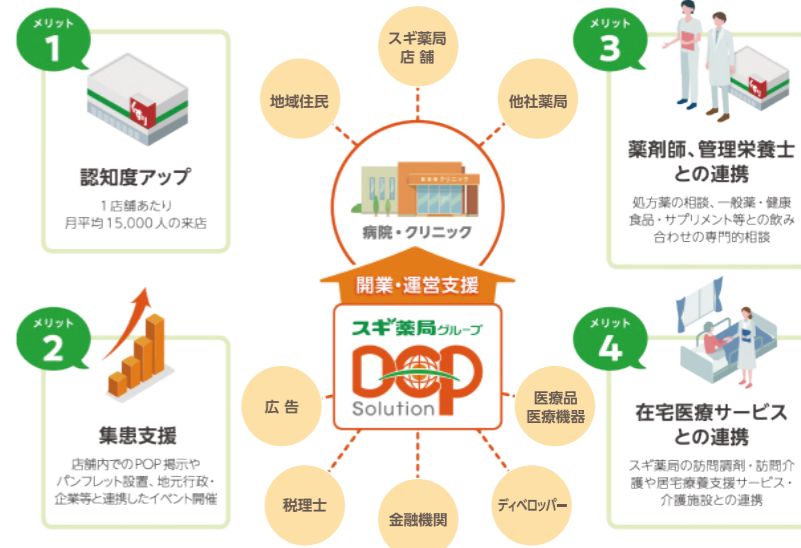 メリット
1
認知度アップ
1店舗あたり
月平均15,000人の来店
メリット
2
集患支援
店舗内でのPOP掲示や
パンフレット設置、地元行政・
企業等と連携したイベント開催
スギ薬局
店舗
地域住民
他社薬局
病院・クリニック
開業・運営支援
スギ薬局グループ
DCP
Solution
広告
医療品
医療機器
税理士
金融機関
ディベロッパー
メリット
3
薬剤師、管理栄養士
との連携
処方薬の相談、一般薬・健康
食品・サプリメント等との飲み
合わせの専門的相談
メリット
4
在宅医療サービス
との連携
スギ薬局の訪問調剤・訪問介
護や居宅療養支援サービス・
介護施設との連携